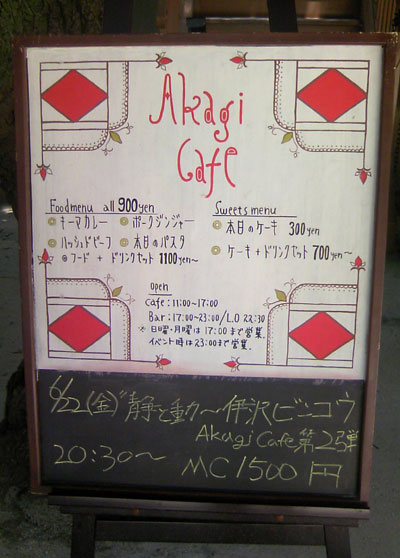 Akagi
Cafe
Foodmenu all 900yen
キーマカレー ポークジンジャー
ハッシュドビーフ 本日のパスタ
フード + ドリンクセット 1100yen~
Sweets menu
本日のケーキ 300yen
ケーキ + ドリンクセット 700yen~
Open
Cafe: 11:00~17:00
Bar: 17:00~23:00/L.O 22:30
※ 日曜・月曜は17:00まで営業.
イベント時は23:00まで営業.
6/22(金)"静と動~伊沢ビンコウ
Akagi Cafe 第2弾
20:30~ MC1500円